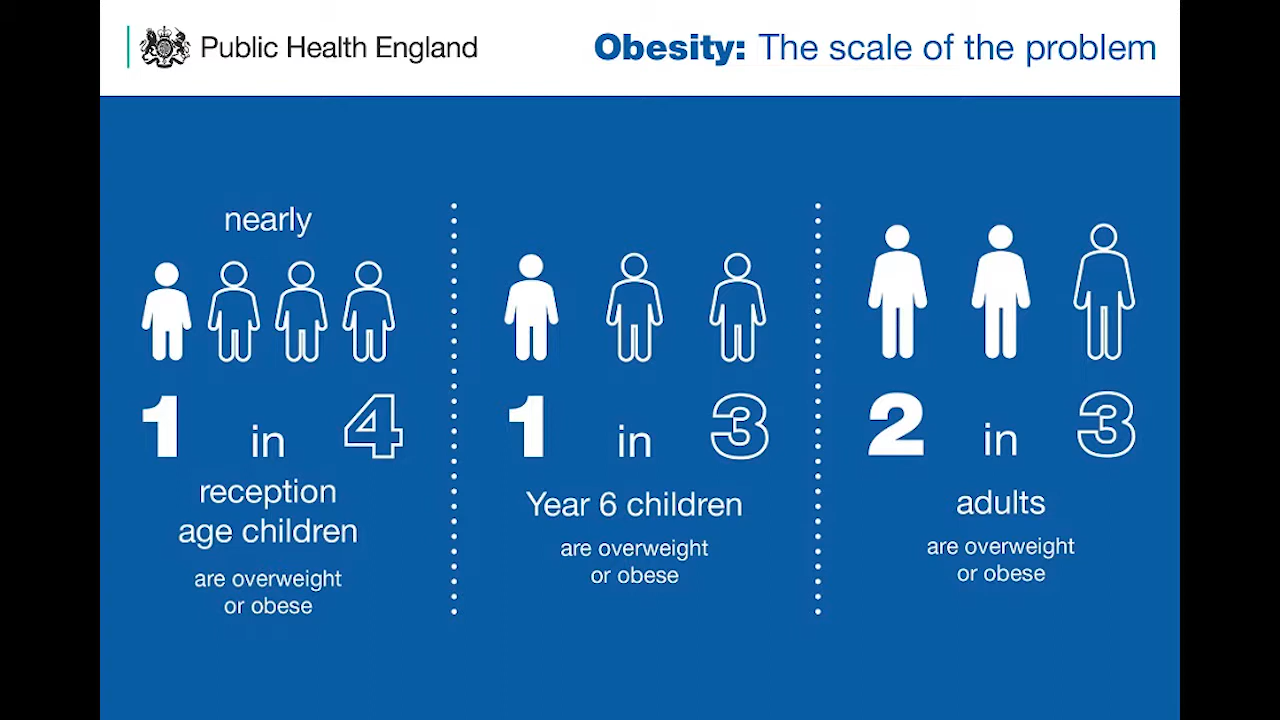 Public Health England
Obesity: The scale of the problem
nearly
1 in 4
reception
age children
are overweight
or obese
1 in 3
Year 6 children
are overweight
or obese
2 in 3
adults
are overweight
or obese